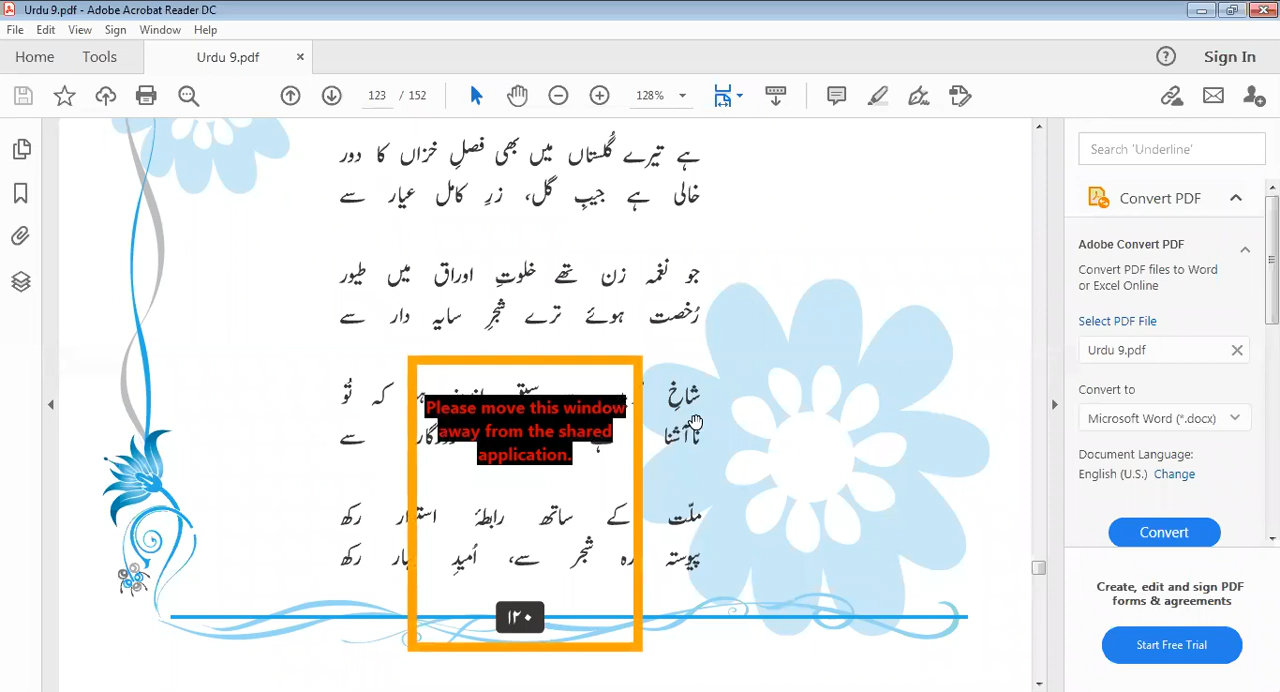 Urdu 9.pdf - Adobe Acrobat Reader DC
File Edit View Sign Window Help
Home Tools Urdu 9.pdf × Sign In
123 / 152 128%
ہے تیرے گُلستاں میں بھی فصلِ خزاں کا دور
خالی ہے جیبِ گل، زرِ کامل عیار سے
جو نغمہ زن تھے خلوتِ اوراق میں طیور
رُخصت ہوئے ترے شجرِ سایہ دار سے
شاخِ کہ تُو
ناآشنا سے
Please move this window
away from the shared
application.
ملّت کے ساتھ رابطۂ استوار رکھ
پیوستہ رہ شجر سے، اُمیدِ بہار رکھ
۱۲۰
Search 'Underline'
Convert PDF
Adobe Convert PDF
Convert PDF files to Word
or Excel Online
Select PDF File
Urdu 9.pdf
Convert to
Microsoft Word (*.docx)
Document Language:
English (U.S.) Change
Convert
Create, edit and sign PDF
forms & agreements
Start Free Trial